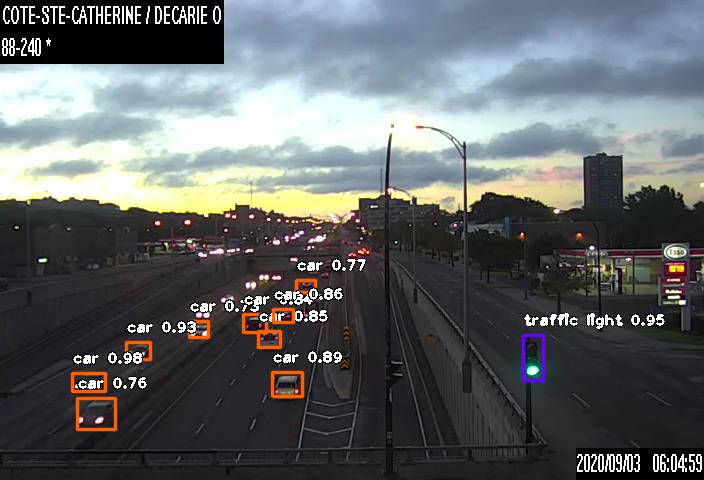 COTE-STE-CATHERINE / DECARIE O
88-240 *
car 0.77
car 0.86
car 0.85
car 0.93
traffic light 0.95
car 0.98
car 0.89
car 0.76
2020/09/03 06:04:59